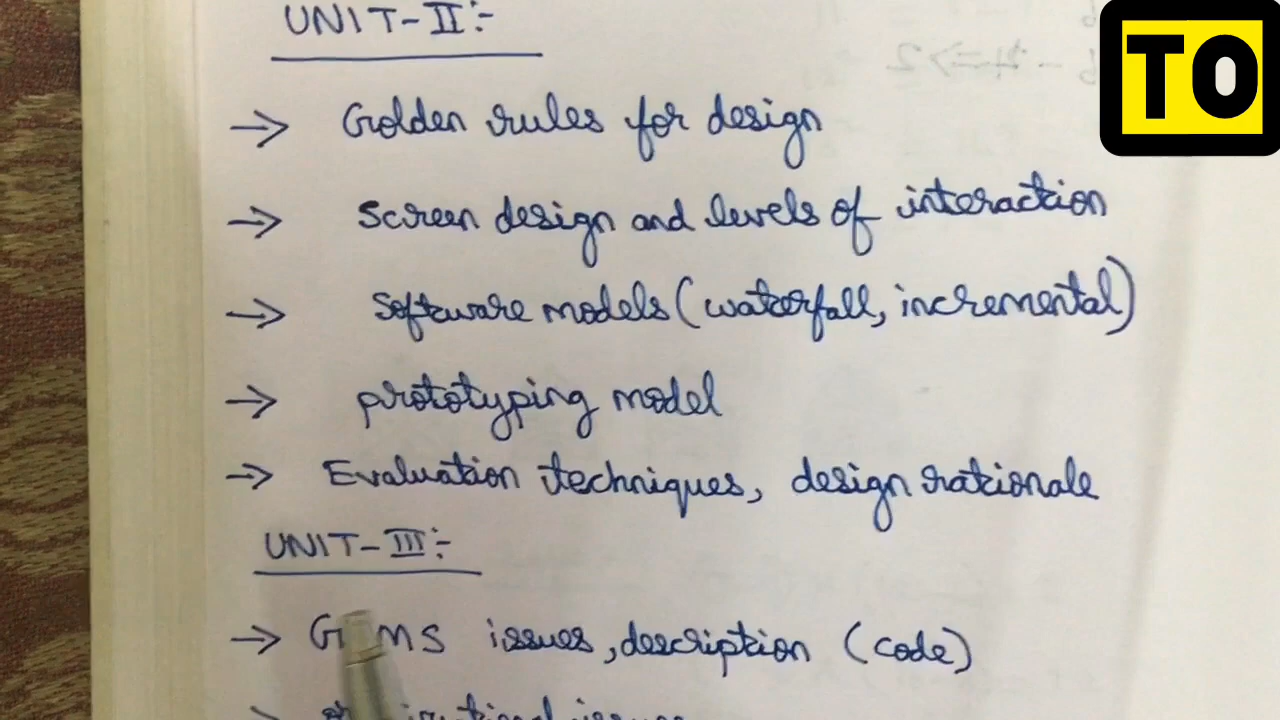 UNIT-II:-
TO
→ Golden rules for design
→ Screen design and levels of interaction
→ Software models (waterfall, incremental)
→ prototyping model
→ Evaluation techniques, design rationale
UNIT-III:-
→ issues, description (code)
issues